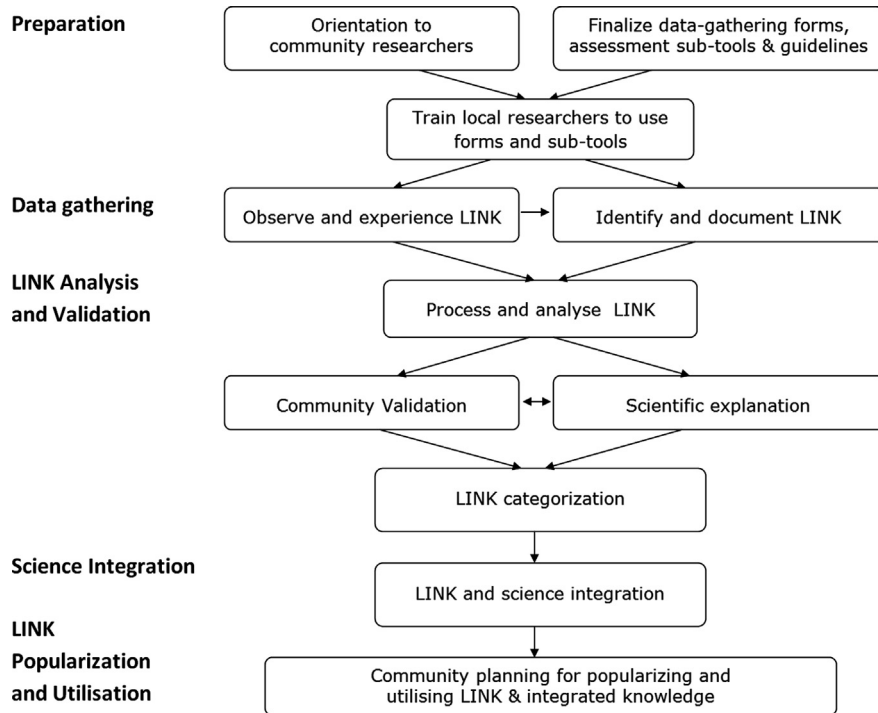 Preparation
Orientation to
community researchers
Finalize data-gathering forms,
assessment sub-tools & guidelines
Train local researchers to use
forms and sub-tools
Data gathering
Observe and experience LINK
Identify and document LINK
LINK Analysis
and Validation
Process and analyse LINK
Community Validation
Scientific explanation
LINK categorization
Science Integration
LINK and science integration
LINK
Popularization
and Utilisation
Community planning for popularizing and
utilising LINK & integrated knowledge